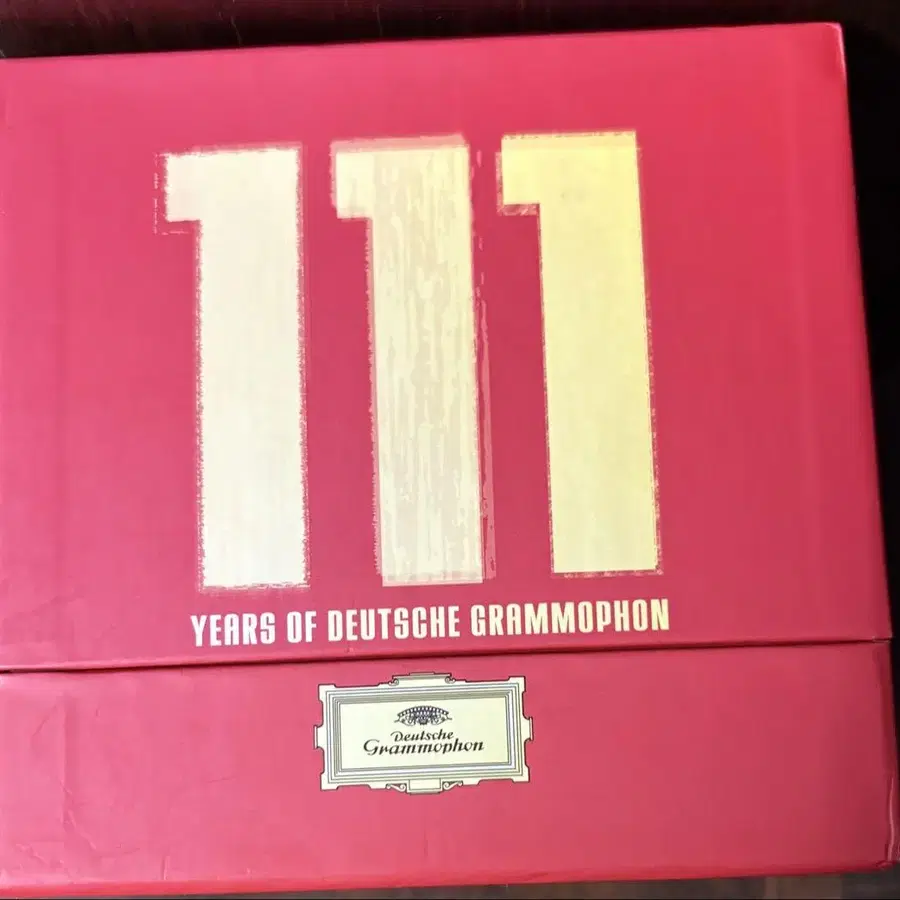 111
YEARS OF DEUTSCHE GRAMMOPHON
Deutsche
Grammophon